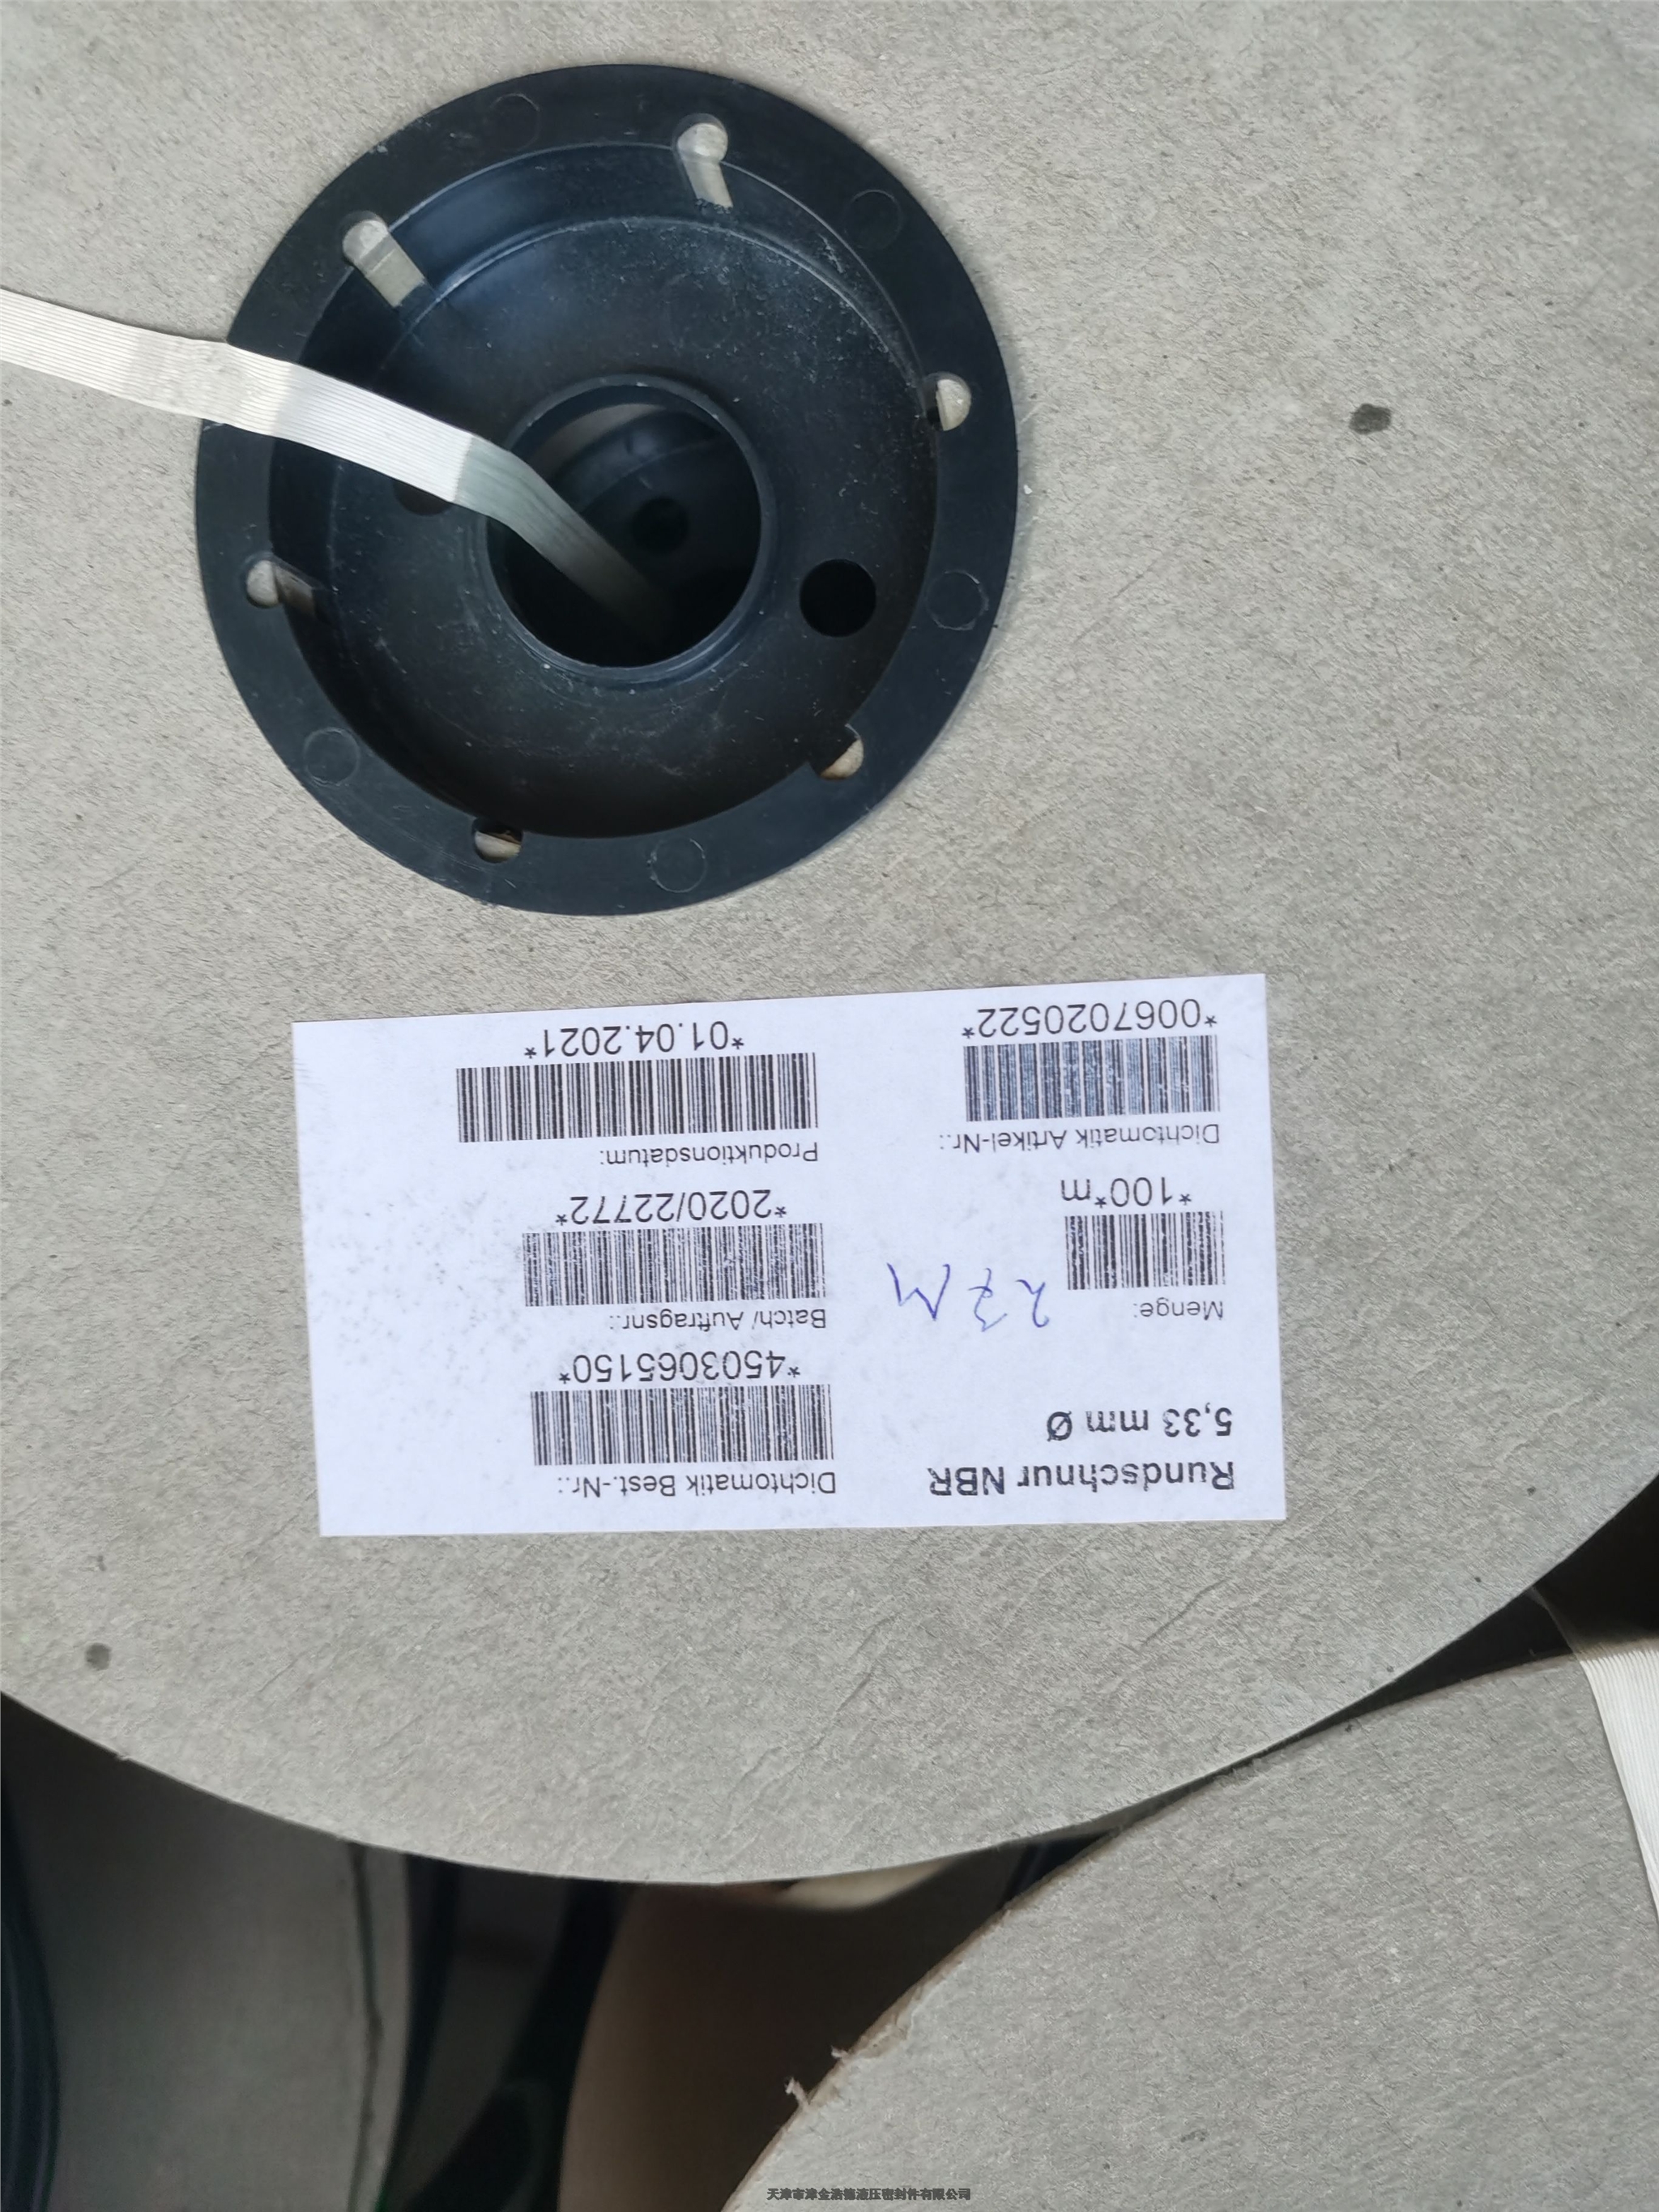 Rundschnur NBR
5,33 mm Ø
Menge:
*100*m
27M
Dichtomatik Artikel-Nr.:
*0067020522*
Dichtomatik Best.-Nr.:
*4503065150*
Batch/ Auftragsnr.:
*2020/22772*
Produktionsdatum:
*01.04.2021*
天津市津金浩德液压密封件有限公司